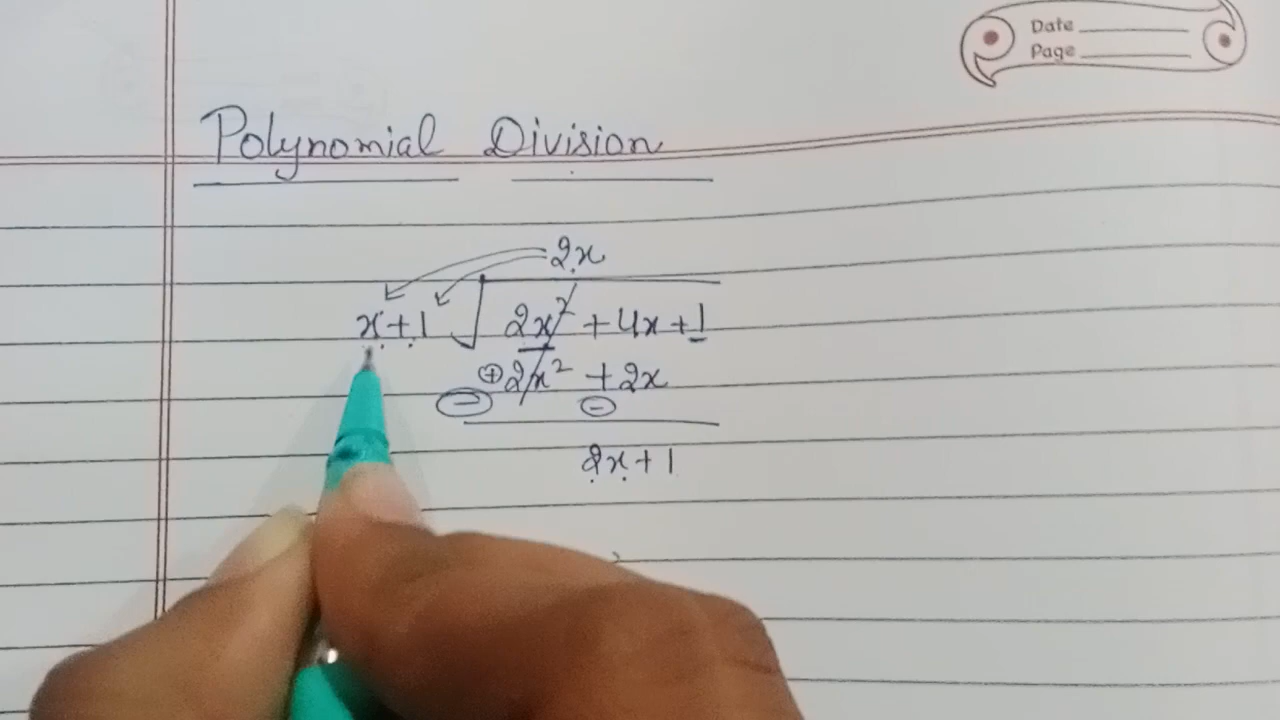 Date
Page
Polynomial Division
2x
x+1 2x² + 4x + 1
⊕ 2x² + 2x
⊖ ⊖
2x + 1